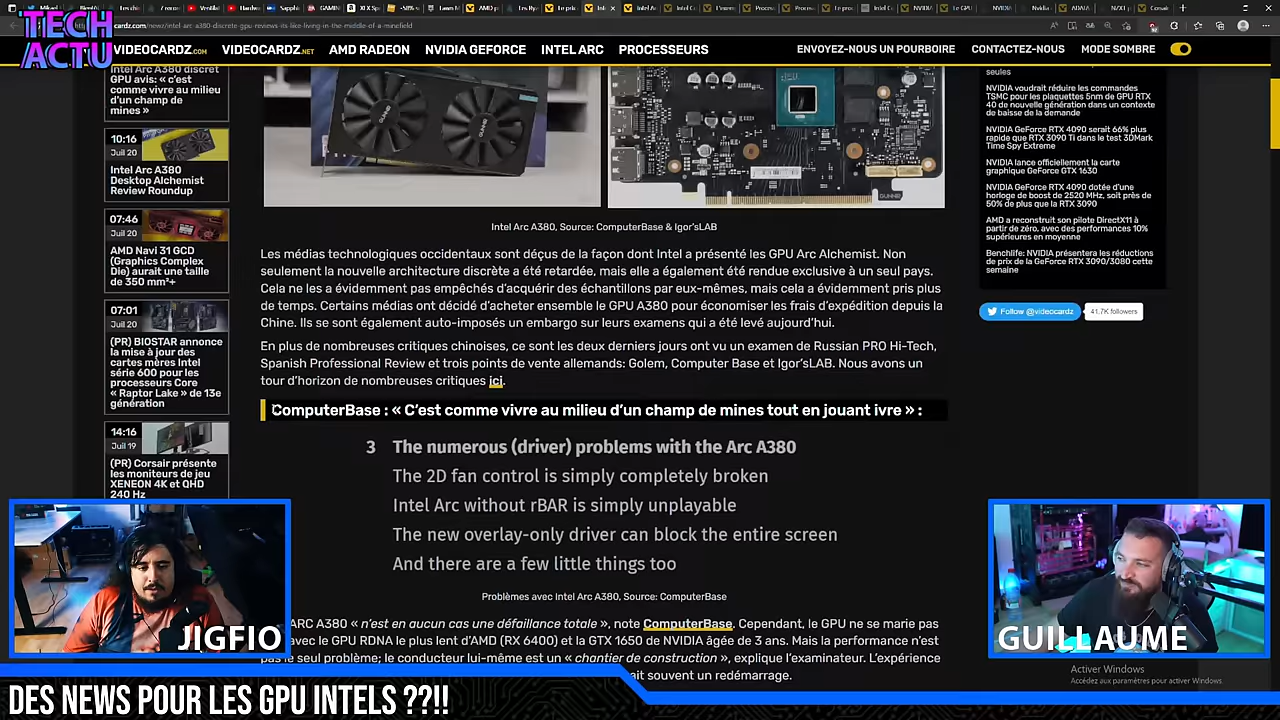 TECH
ACTU
cardz.com/newz/intel-arc-a380-discrete-gpu-reviews-its-like-living-in-the-middle-of-a-minefield
VIDEOCARDZ.COM
VIDEOCARDZ.NET
AMD RADEON
NVIDIA GEFORCE
INTEL ARC
PROCESSEURS
ENVOYEZ-NOUS UN POURBOIRE
CONTACTEZ-NOUS
MODE SOMBRE
Intel Arc A380 discret
GPU avis: « c'est
comme vivre au milieu
d'un champ de
mines »
10:16
Juil 20
Intel Arc A380
Desktop Alchemist
Review Roundup
07:46
Juil 20
AMD Navi 31 GCD
(Graphics Complex
Die) aurait une taille
de 350 mm²+
07:01
Juil 20
(PR) BIOSTAR annonce
la mise à jour des
cartes mères Intel
série 600 pour les
processeurs Core
« Raptor Lake » de 13e
génération
14:16
Juil 19
(PR) Corsair présente
les moniteurs de jeu
XENEON 4K et QHD
240 Hz
Intel Arc A380, Source: ComputerBase & Igor'sLAB
Les médias technologiques occidentaux sont déçus de la façon dont Intel a présenté les GPU Arc Alchemist. Non
seulement la nouvelle architecture discrète a été retardée, mais elle a également été rendue exclusive à un seul pays.
Cela ne les a évidemment pas empêchés d'acquérir des échantillons par eux-mêmes, mais cela a évidemment pris plus
de temps. Certains médias ont décidé d'acheter ensemble le GPU A380 pour économiser les frais d'expédition depuis la
Chine. Ils se sont également auto-imposés un embargo sur leurs examens qui a été levé aujourd'hui.
En plus de nombreuses critiques chinoises, ce sont les deux derniers jours ont vu un examen de Russian PRO Hi-Tech,
Spanish Professional Review et trois points de vente allemands: Golem, Computer Base et Igor'sLAB. Nous avons un
tour d'horizon de nombreuses critiques ici.
ComputerBase : « C'est comme vivre au milieu d'un champ de mines tout en jouant ivre » :
3 The numerous (driver) problems with the Arc A380
The 2D fan control is simply completely broken
Intel Arc without rBAR is simply unplayable
The new overlay-only driver can block the entire screen
And there are a few little things too
Problèmes avec Intel Arc A380, Source: ComputerBase
ARC A380 « n'est en aucun cas une défaillance totale », note ComputerBase. Cependant, le GPU ne se marie pas
avec le GPU RDNA le plus lent d'AMD (RX 6400) et la GTX 1650 de NVIDIA âgée de 3 ans. Mais la performance n'est
pas le seul problème; le conducteur lui-même est un « chantier de construction », explique l'examinateur. L'expérience
ait souvent un redémarrage.
seules
NVIDIA voudrait réduire les commandes
TSMC pour les plaquettes 5nm de GPU RTX
40 de nouvelle génération dans un contexte
de baisse de la demande
NVIDIA GeForce RTX 4090 serait 66% plus
rapide que RTX 3090 Ti dans le test 3DMark
Time Spy Extreme
NVIDIA lance officiellement la carte
graphique GeForce GTX 1630
NVIDIA GeForce RTX 4090 dotée d'une
horloge de boost de 2520 MHz, soit près de
50% de plus que la RTX 3090
AMD a reconstruit son pilote DirectX11 à
partir de zéro, avec des performances 10%
supérieures en moyenne
Benchlife: NVIDIA présentera les réductions
de prix de la GeForce RTX 3090/3080 cette
semaine
Follow @videocardz
41.7K followers
JIGFIO
GUILLAUME
Activer Windows
Accédez aux paramètres pour activer Windows.
DES NEWS POUR LES GPU INTELS ??!!